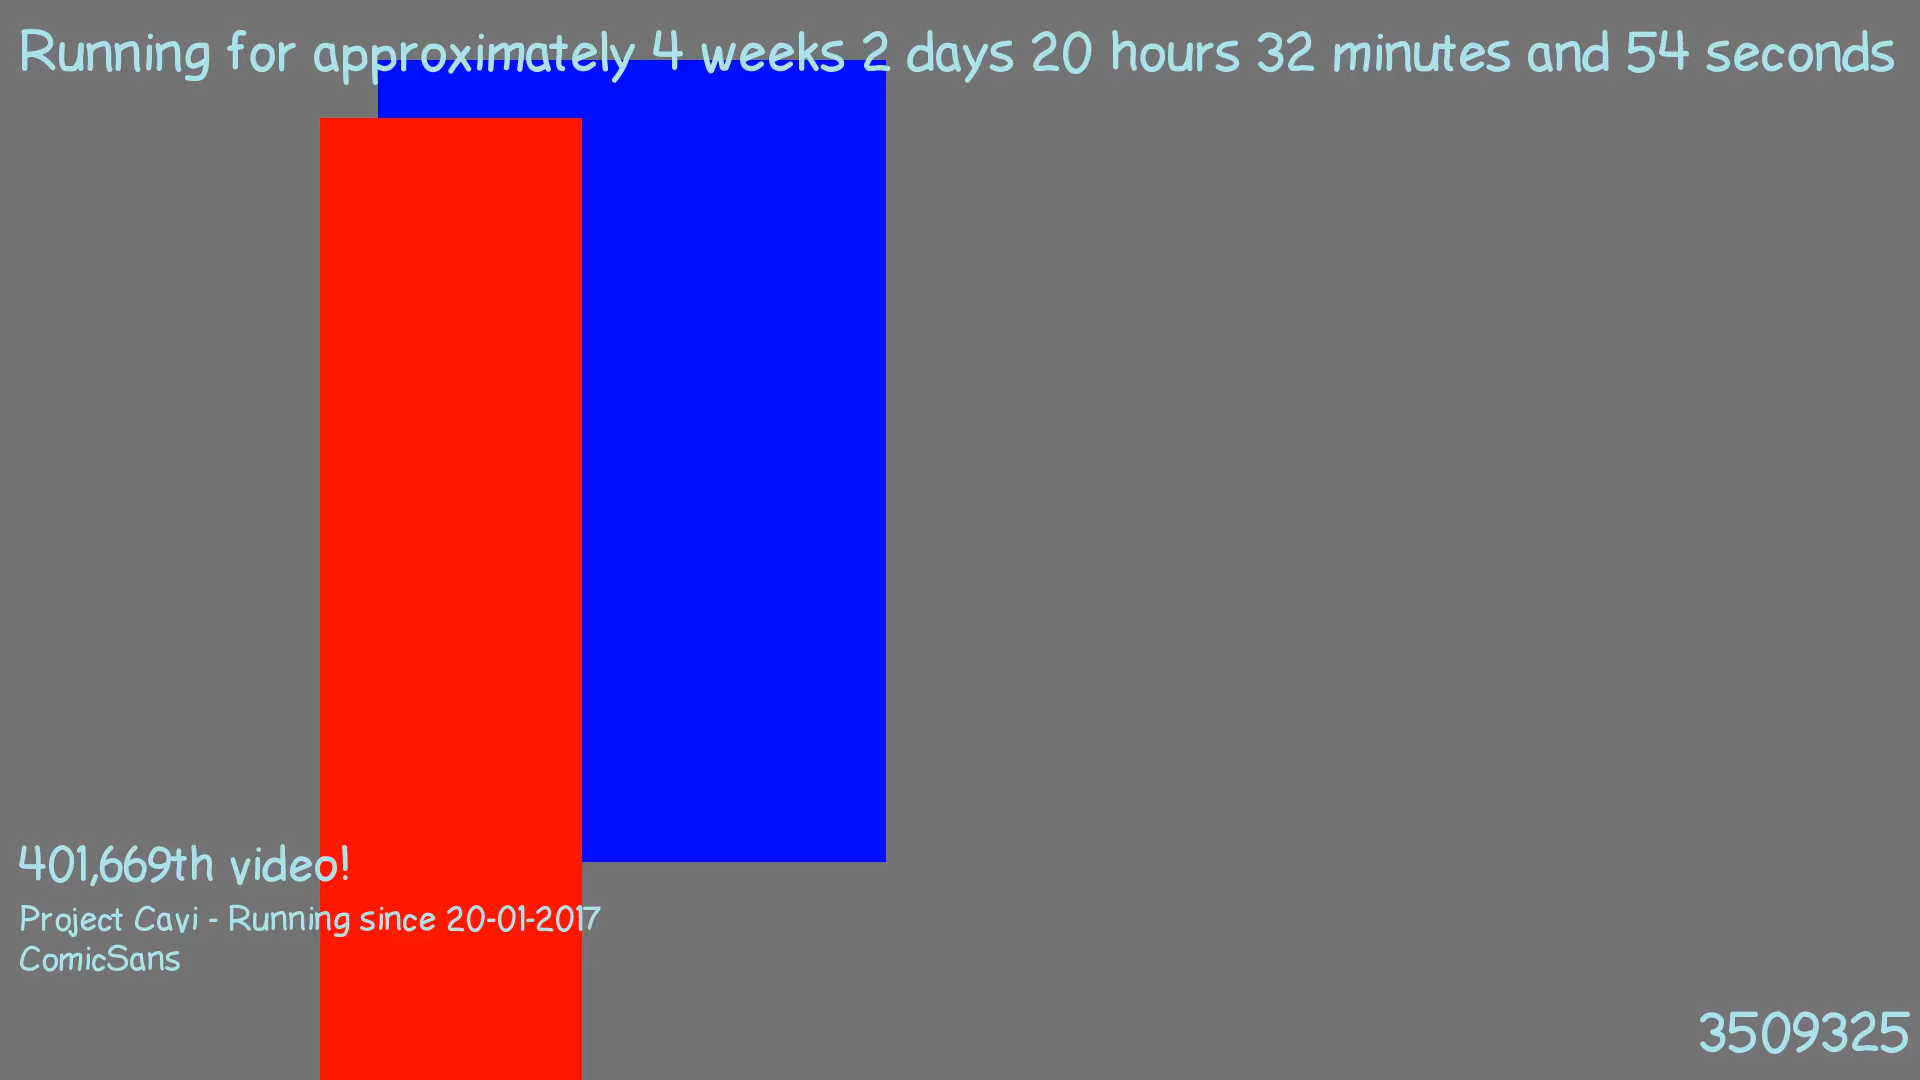 Running for approximately 4 weeks 2 days 20 hours 32 minutes and 54 seconds
401,669th video!
Project Cavi - Running since 20-01-2017
ComicSans
3509325